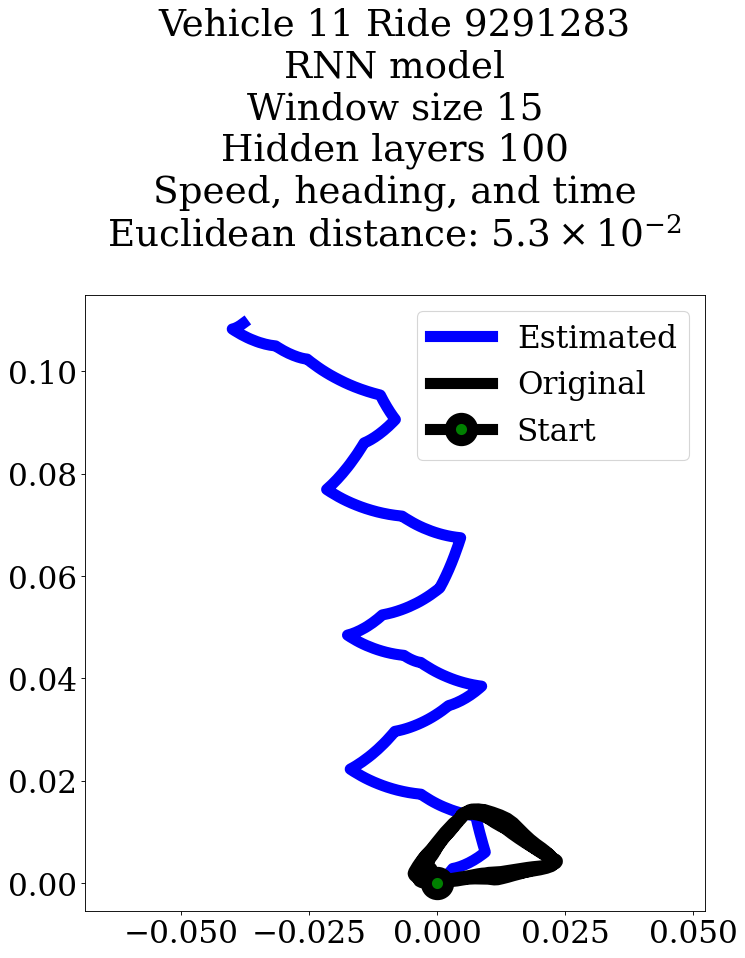 Vehicle 11 Ride 9291283
RNN model
Window size 15
Hidden layers 100
Speed, heading, and time
Euclidean distance: 5.3 × 10⁻²
Estimated
Original
Start
0.10
0.08
0.06
0.04
0.02
0.00
−0.050 −0.025 0.000 0.025 0.050